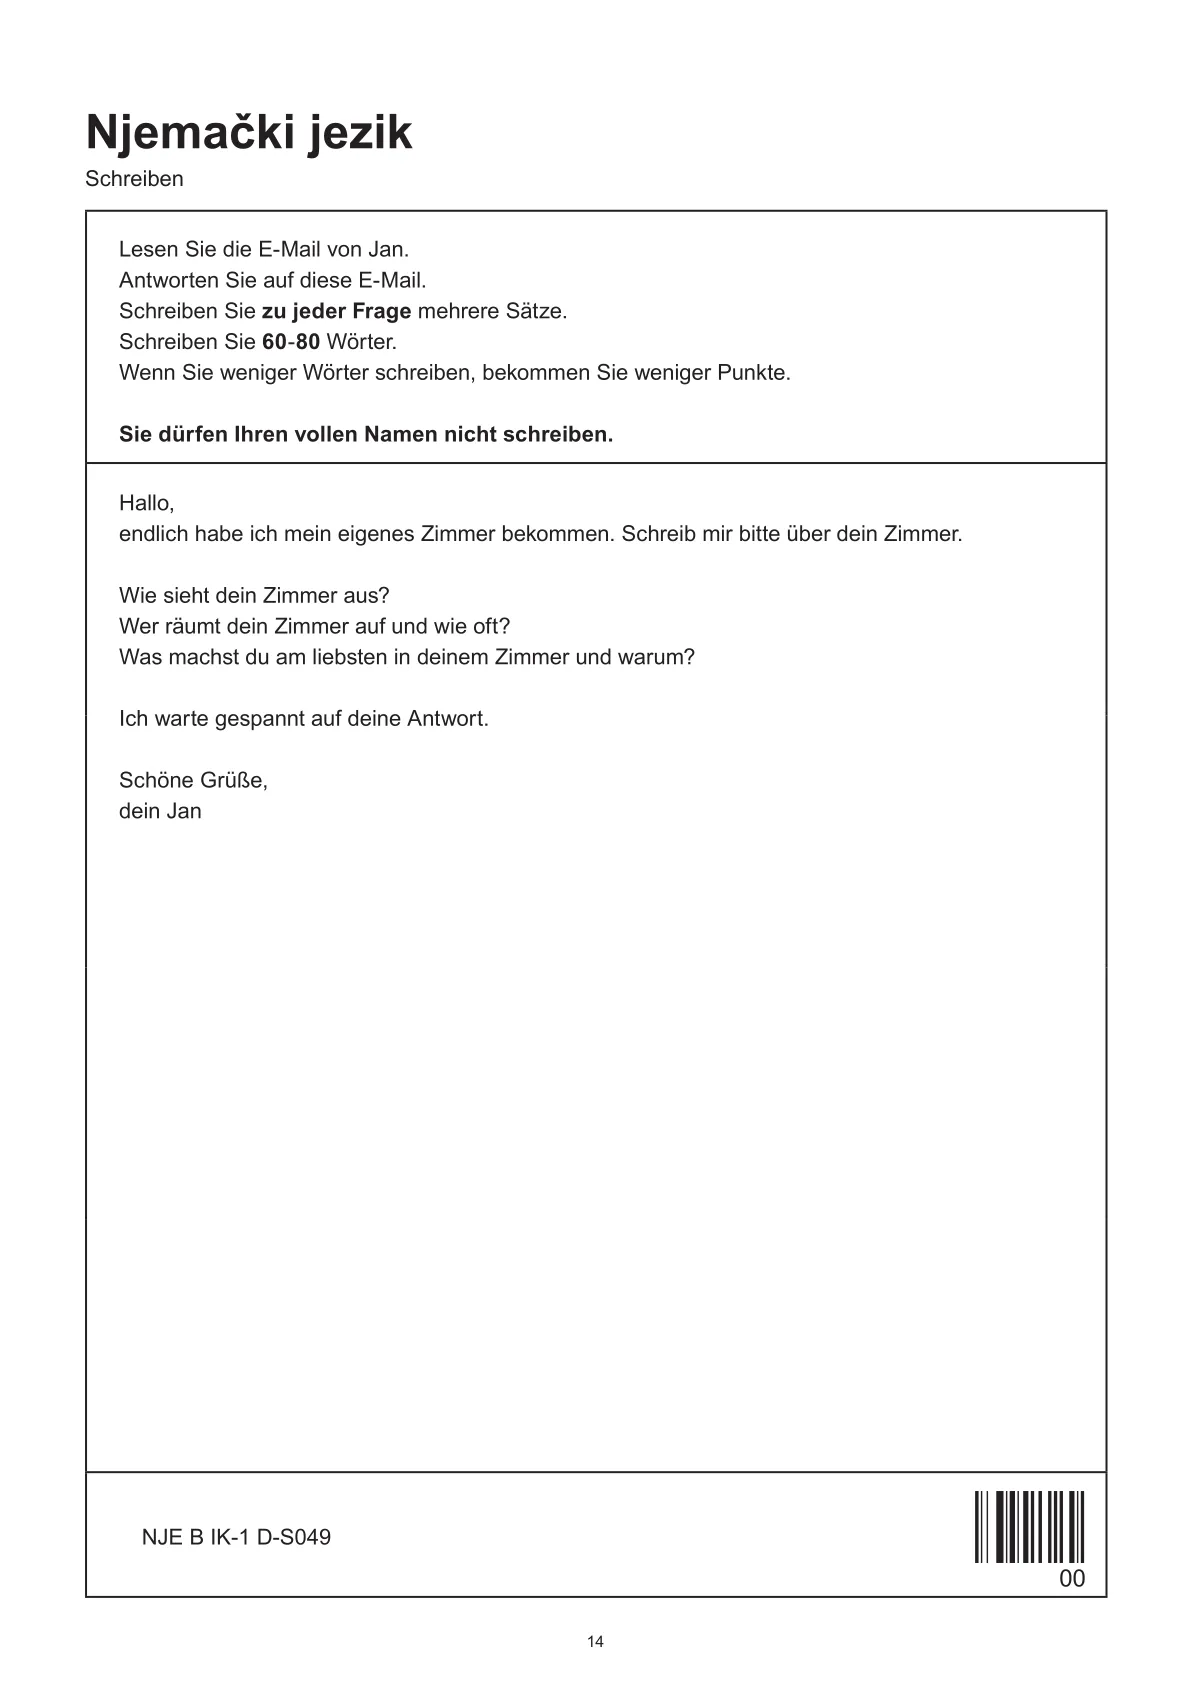 Njemački jezik
Schreiben
Lesen Sie die E-Mail von Jan.
Antworten Sie auf diese E-Mail.
Schreiben Sie zu jeder Frage mehrere Sätze.
Schreiben Sie 60-80 Wörter.
Wenn Sie weniger Wörter schreiben, bekommen Sie weniger Punkte.
Sie dürfen Ihren vollen Namen nicht schreiben.
Hallo,
endlich habe ich mein eigenes Zimmer bekommen. Schreib mir bitte über dein Zimmer.
Wie sieht dein Zimmer aus?
Wer räumt dein Zimmer auf und wie oft?
Was machst du am liebsten in deinem Zimmer und warum?
Ich warte gespannt auf deine Antwort.
Schöne Grüße,
dein Jan
NJE B IK-1 D-S049
00
14